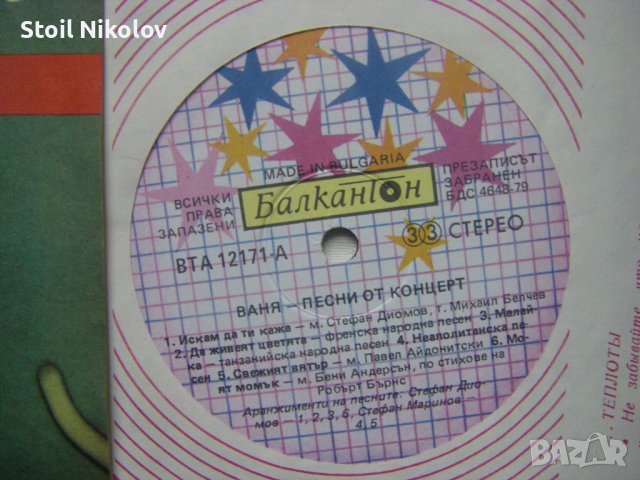 Stoil Nikolov
MADE IN BULGARIA
ВСИЧКИ
ПРАВА
ЗАПАЗЕНИ
Балкантон
ПРЕЗАПИСЪТ
ЗАБРАНЕН
БДС 4648-79
ВТА 12171-А
33 СТЕРЕО
ВАНЯ – ПЕСНИ ОТ КОНЦЕРТ
1. Искам да ти кажа – м. Стефан Диомов, т. Михаил Белчев
2. Да живеят цветята – френска народна песен 3. Малай-
ка – танзанийска народна песен 4. Неаполитанска пе-
сен 5. Свежият вятър – м. Павел Айдонитски 6. Мо-
ят момък – м. Бени Андерсън, по стихове на
Робърт Бърнс
Аранжименти на песните: Стефан Дио-
мов – 1, 2, 3, 6, Стефан Маринов –
4, 5
• ТЕПЛОТЫ
Не забывайте
BAZAR